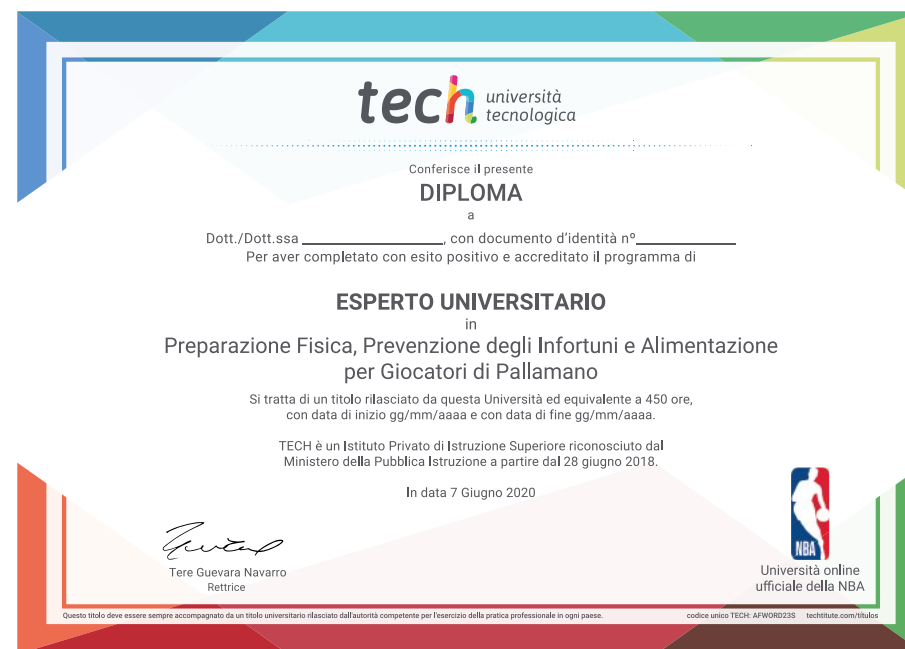 tech università
tecnologica
Conferisce il presente
DIPLOMA
a
Dott./Dott.ssa ____________________, con documento d'identità nº______________
Per aver completato con esito positivo e accreditato il programma di
ESPERTO UNIVERSITARIO
in
Preparazione Fisica, Prevenzione degli Infortuni e Alimentazione
per Giocatori di Pallamano
Si tratta di un titolo rilasciato da questa Università ed equivalente a 450 ore,
con data di inizio gg/mm/aaaa e con data di fine gg/mm/aaaa.
TECH è un Istituto Privato di Istruzione Superiore riconosciuto dal
Ministero della Pubblica Istruzione a partire dal 28 giugno 2018.
In data 7 Giugno 2020
Tere Guevara Navarro
Rettrice
NBA
Università online
ufficiale della NBA
Questo titolo deve essere sempre accompagnato da un titolo universitario rilasciato dall'autorità competente per l'esercizio della pratica professionale in ogni paese. codice unico TECH: AFWORD23S techtitute.com/titulos